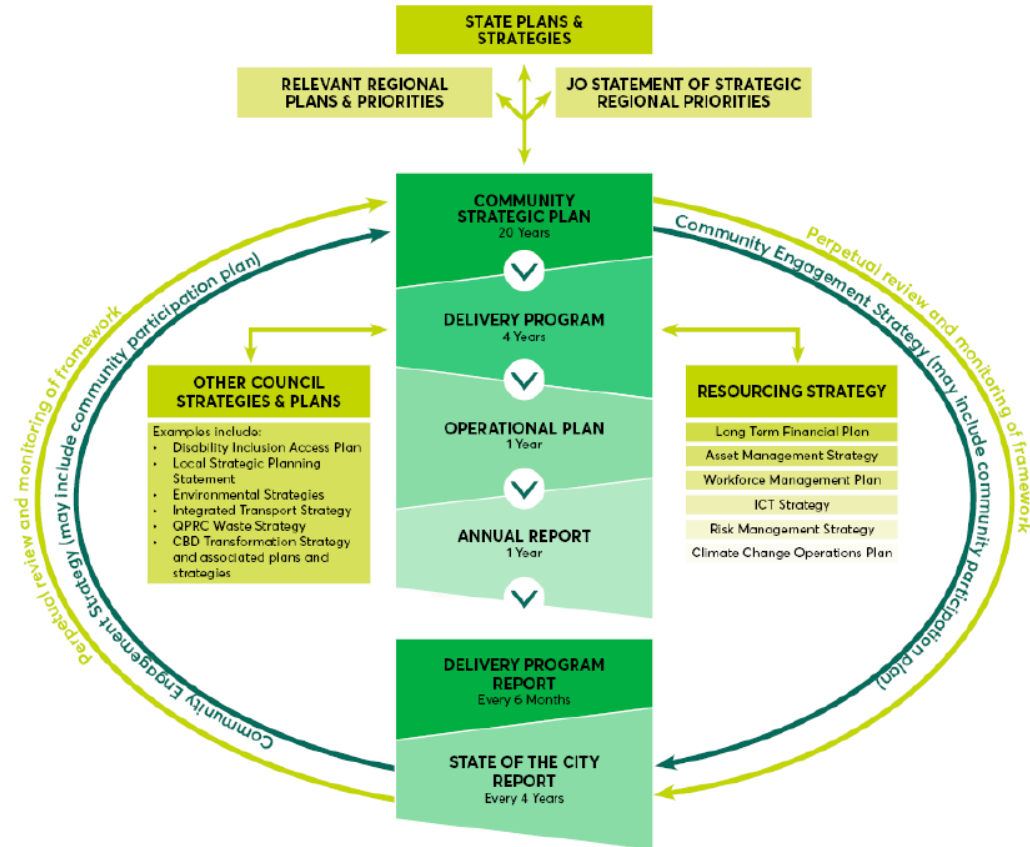 STATE PLANS &
STRATEGIES
RELEVANT REGIONAL
PLANS & PRIORITIES
JO STATEMENT OF STRATEGIC
REGIONAL PRIORITIES
COMMUNITY
STRATEGIC PLAN
20 Years
DELIVERY PROGRAM
4 Years
OPERATIONAL PLAN
1 Year
ANNUAL REPORT
1 Year
DELIVERY PROGRAM
REPORT
Every 6 Months
STATE OF THE CITY
REPORT
Every 4 Years
OTHER COUNCIL
STRATEGIES & PLANS
Examples include:
• Disability Inclusion Access Plan
• Local Strategic Planning
Statement
• Environmental Strategies
• Integrated Transport Strategy
• QPRC Waste Strategy
• CBD Transformation Strategy
and associated plans and
strategies
RESOURCING STRATEGY
Long Term Financial Plan
Asset Management Strategy
Workforce Management Plan
ICT Strategy
Risk Management Strategy
Climate Change Operations Plan
Perpetual review and monitoring of framework
Community Engagement Strategy (may include community participation plan)
Perpetual review and monitoring of framework
Community Engagement Strategy (may include community participation plan)